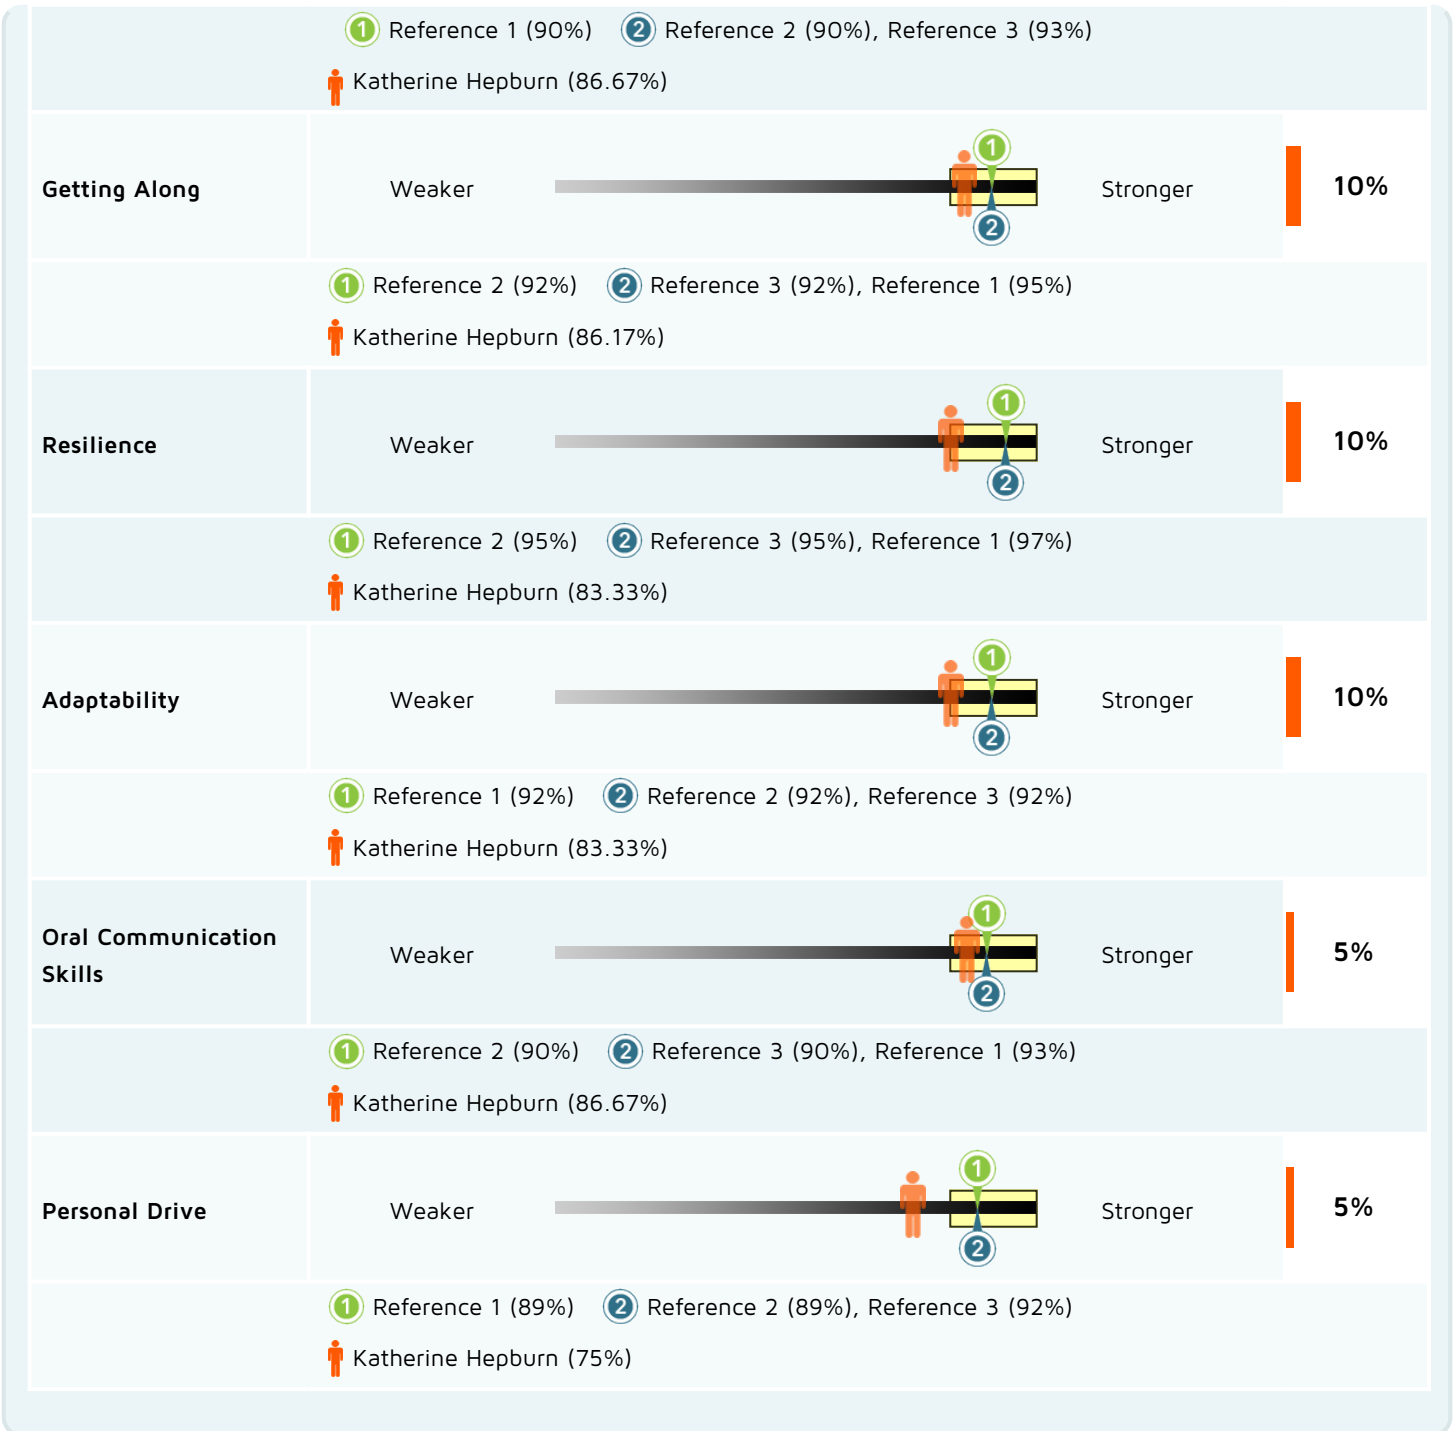 1 Reference 1 (90%) 2 Reference 2 (90%), Reference 3 (93%)
Katherine Hepburn (86.67%)
1
Getting Along Weaker Stronger 10%
2
1 Reference 2 (92%) 2 Reference 3 (92%), Reference 1 (95%)
Katherine Hepburn (86.17%)
1
Resilience Weaker Stronger 10%
2
1 Reference 2 (95%) 2 Reference 3 (95%), Reference 1 (97%)
Katherine Hepburn (83.33%)
1
Adaptability Weaker Stronger 10%
2
1 Reference 1 (92%) 2 Reference 2 (92%), Reference 3 (92%)
Katherine Hepburn (83.33%)
1
Oral Communication
Skills
Weaker Stronger 5%
2
1 Reference 2 (90%) 2 Reference 3 (90%), Reference 1 (93%)
Katherine Hepburn (86.67%)
1
Personal Drive Weaker Stronger 5%
2
1 Reference 1 (89%) 2 Reference 2 (89%), Reference 3 (92%)
Katherine Hepburn (75%)